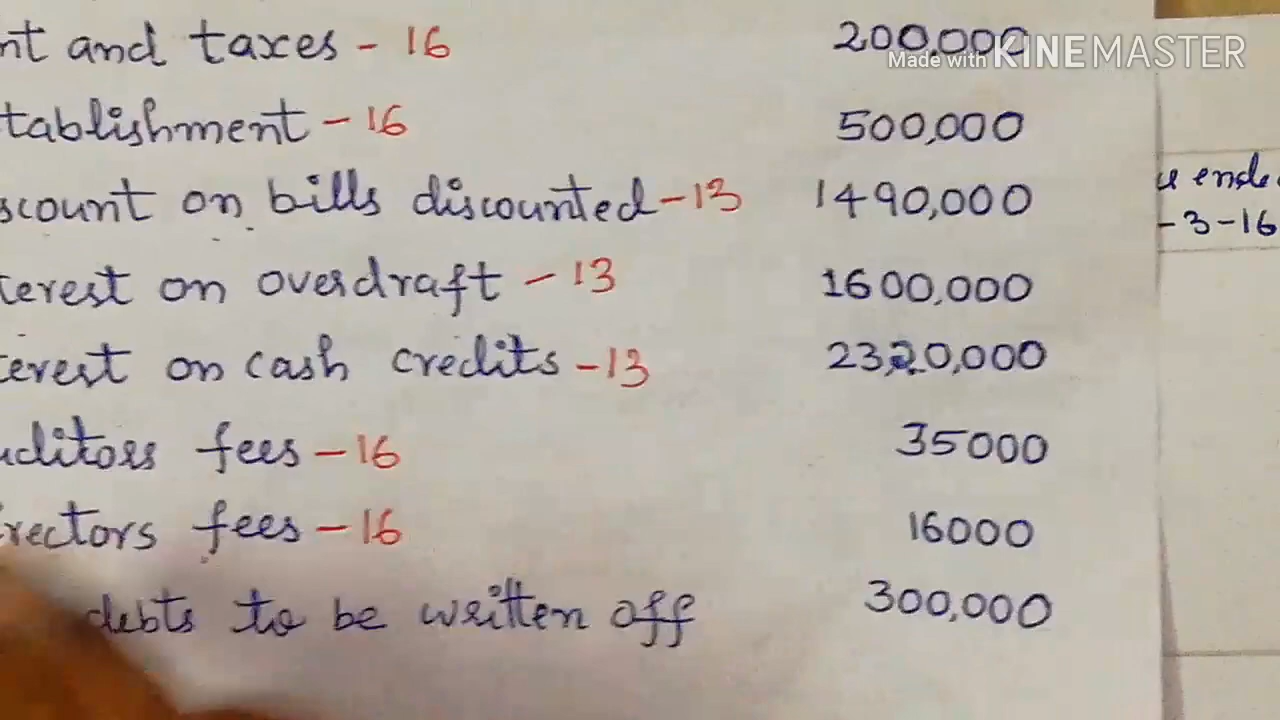 nt and taxes - 16 200,000
Made with KINEMASTER
tablishment - 16 500,000
scount on bills discounted - 13 1490,000
terest on overdraft - 13 1600,000
terest on cash credits - 13 2320,000
uditors fees - 16 35000
irectors fees - 16 16000
debts to be written off 300,000
ende
- 3 - 16